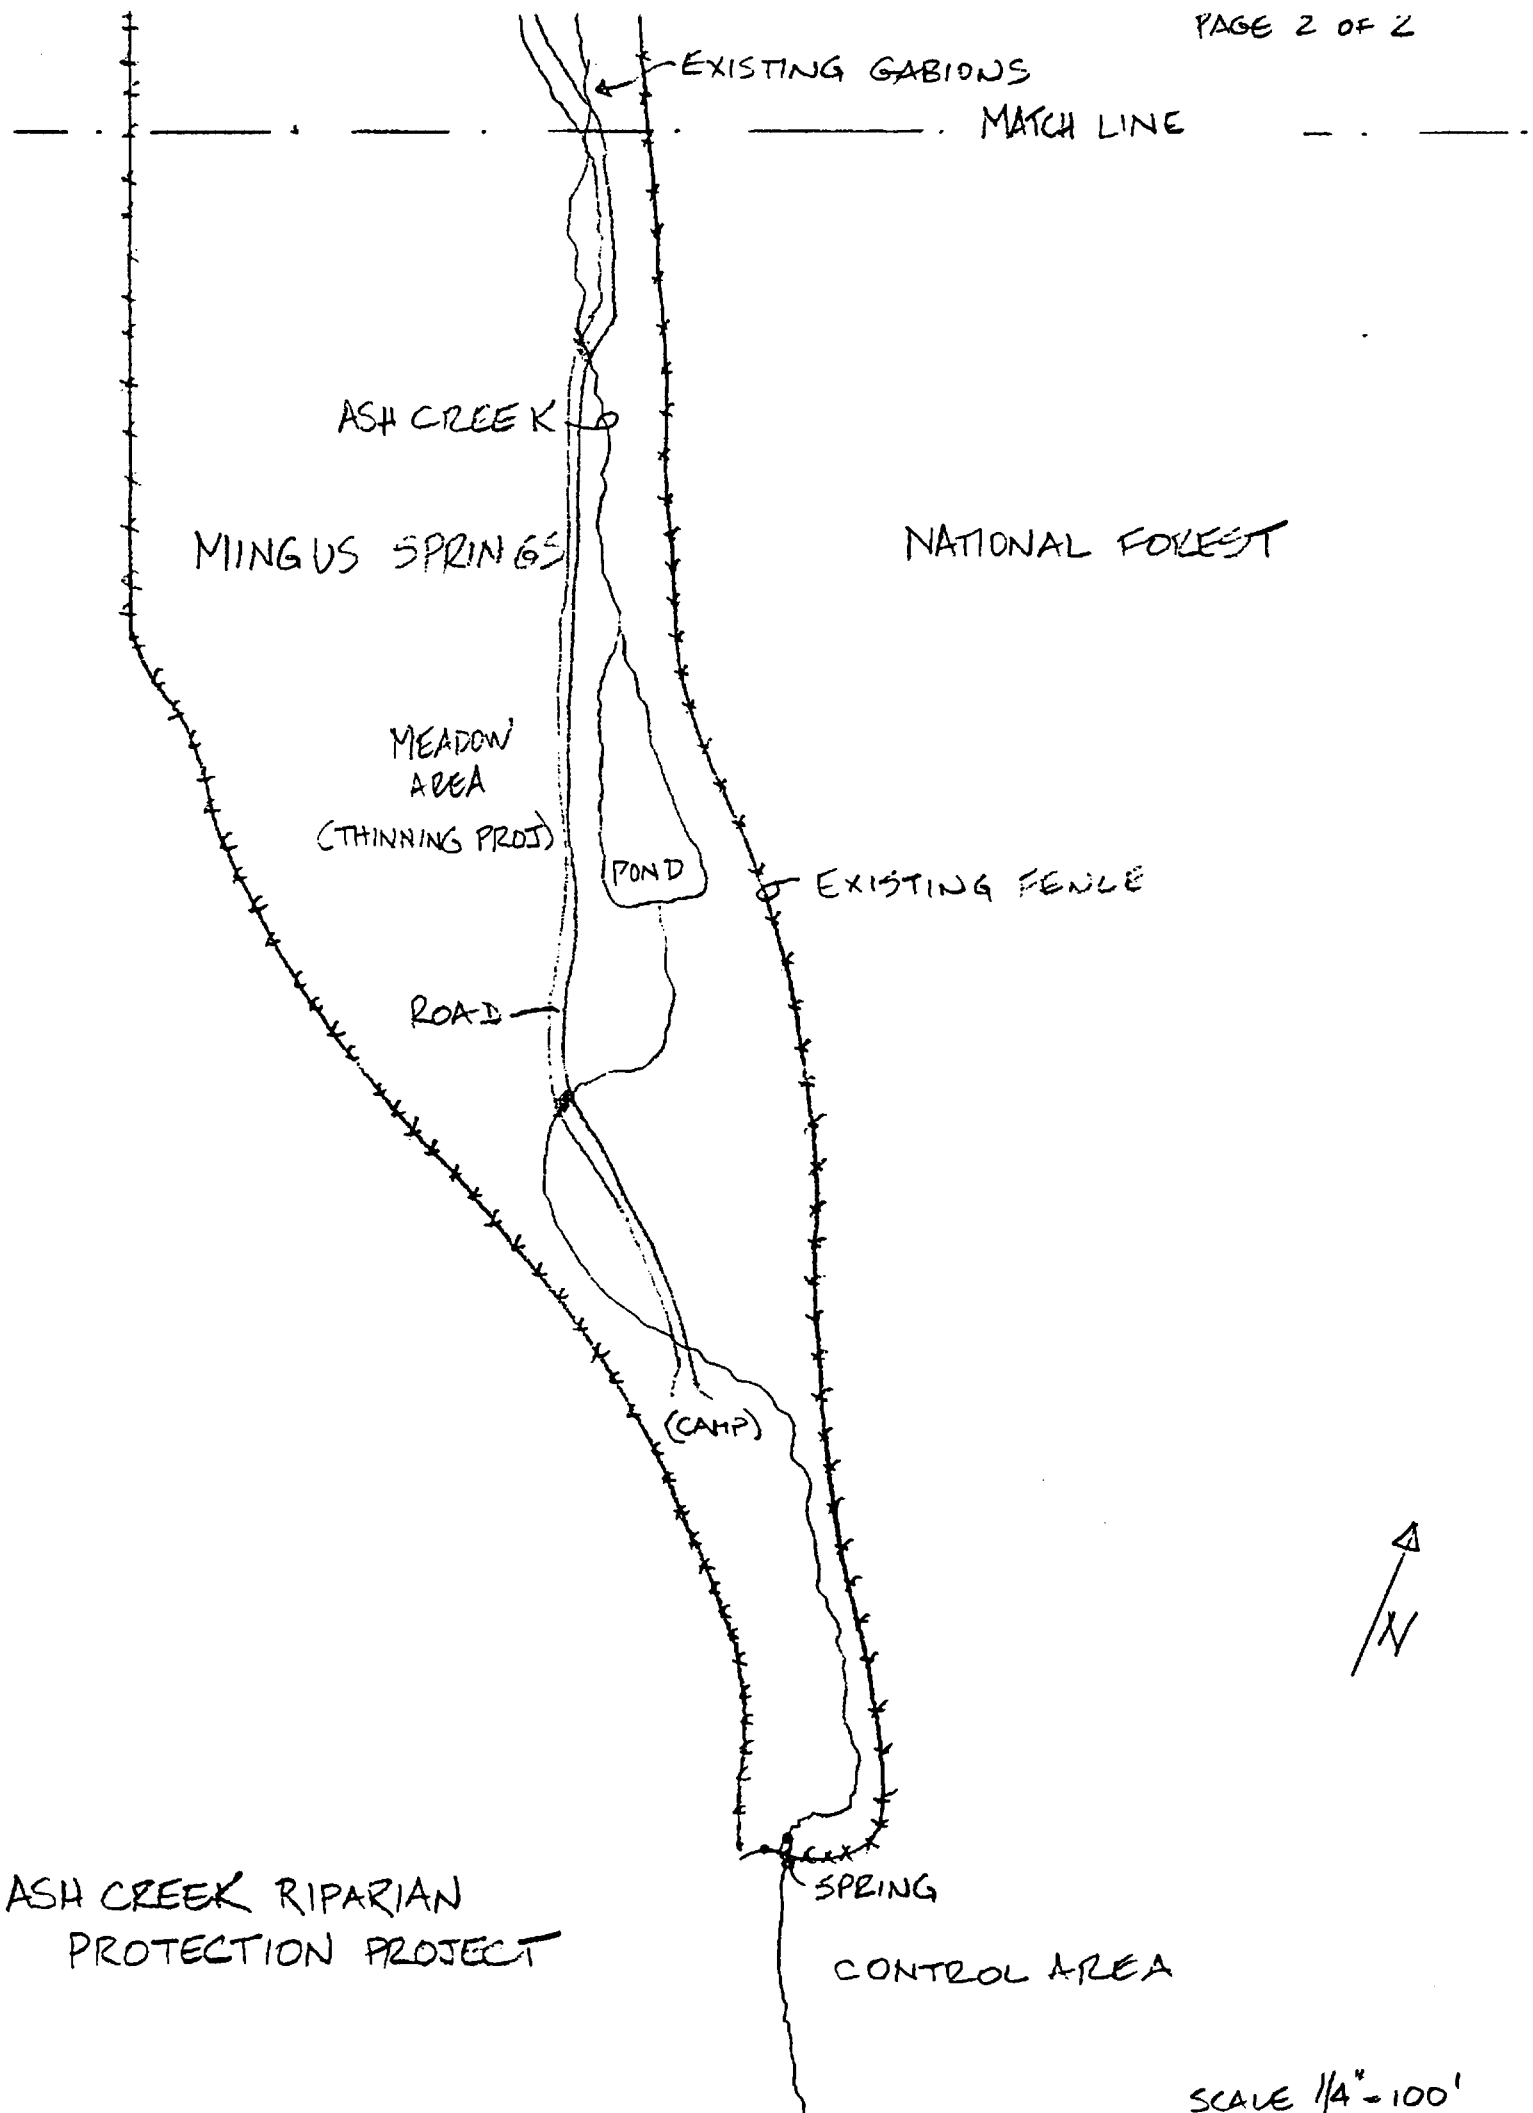 PAGE 2 OF 2
EXISTING GABIONS
MATCH LINE
ASH CREEK
MINGUS SPRINGS
NATIONAL FOREST
MEADOW
AREA
(THINNING PROJ)
POND
EXISTING FENCE
ROAD
(CAMP)
N
SPRING
ASH CREEK RIPARIAN
PROTECTION PROJECT
CONTROL AREA
SCALE 1/4"=100'